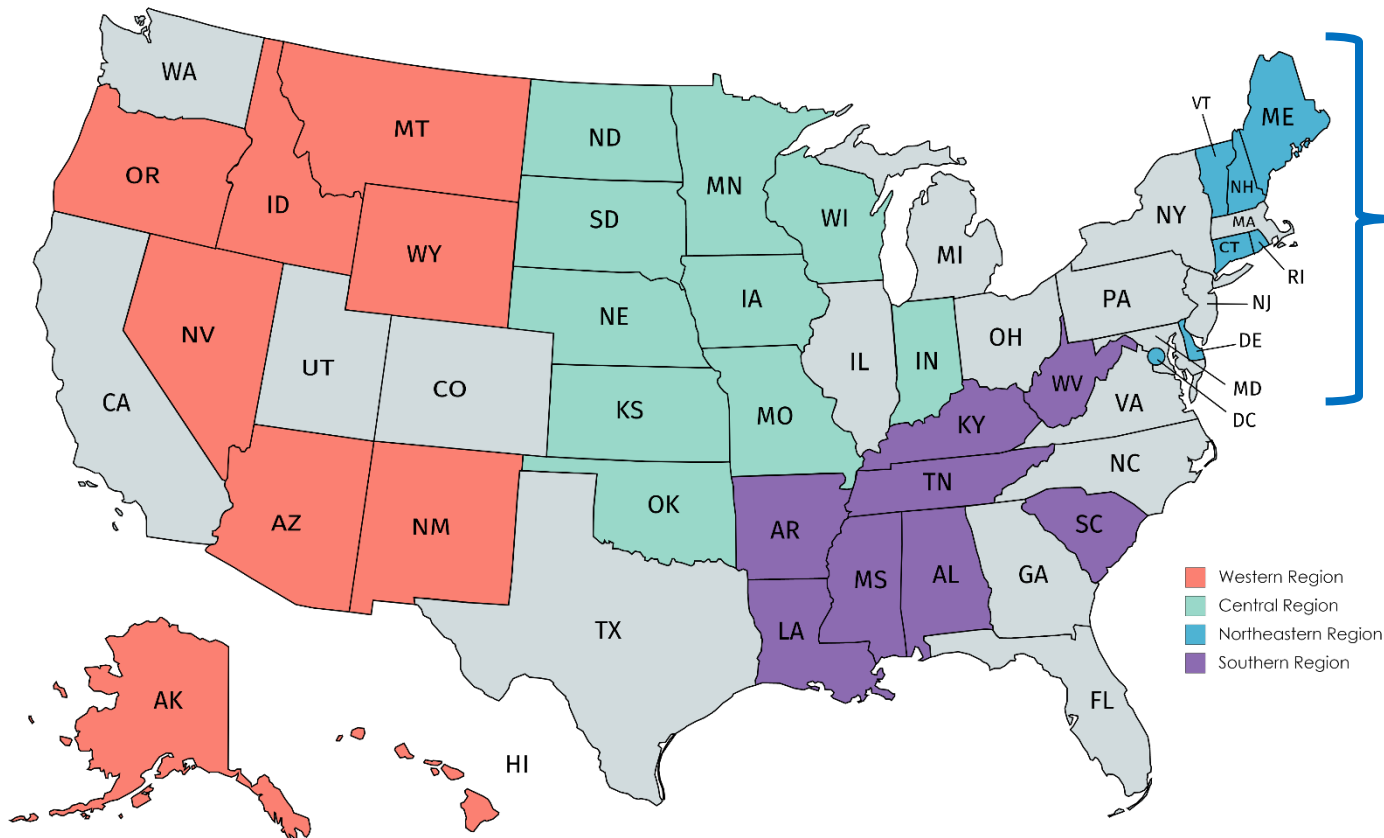 WA
MT
ND
MN
VT
ME
OR
ID
SD
WI
NH
NY
MA
WY
MI
CT
RI
IA
PA
NJ
NE
NV
OH
DE
UT
IL
IN
CO
WV
MD
CA
KS
MO
VA
DC
KY
NC
TN
OK
AZ
NM
AR
SC
MS
AL
GA
Western Region
Central Region
TX
LA
Northeastern Region
Southern Region
AK
FL
HI